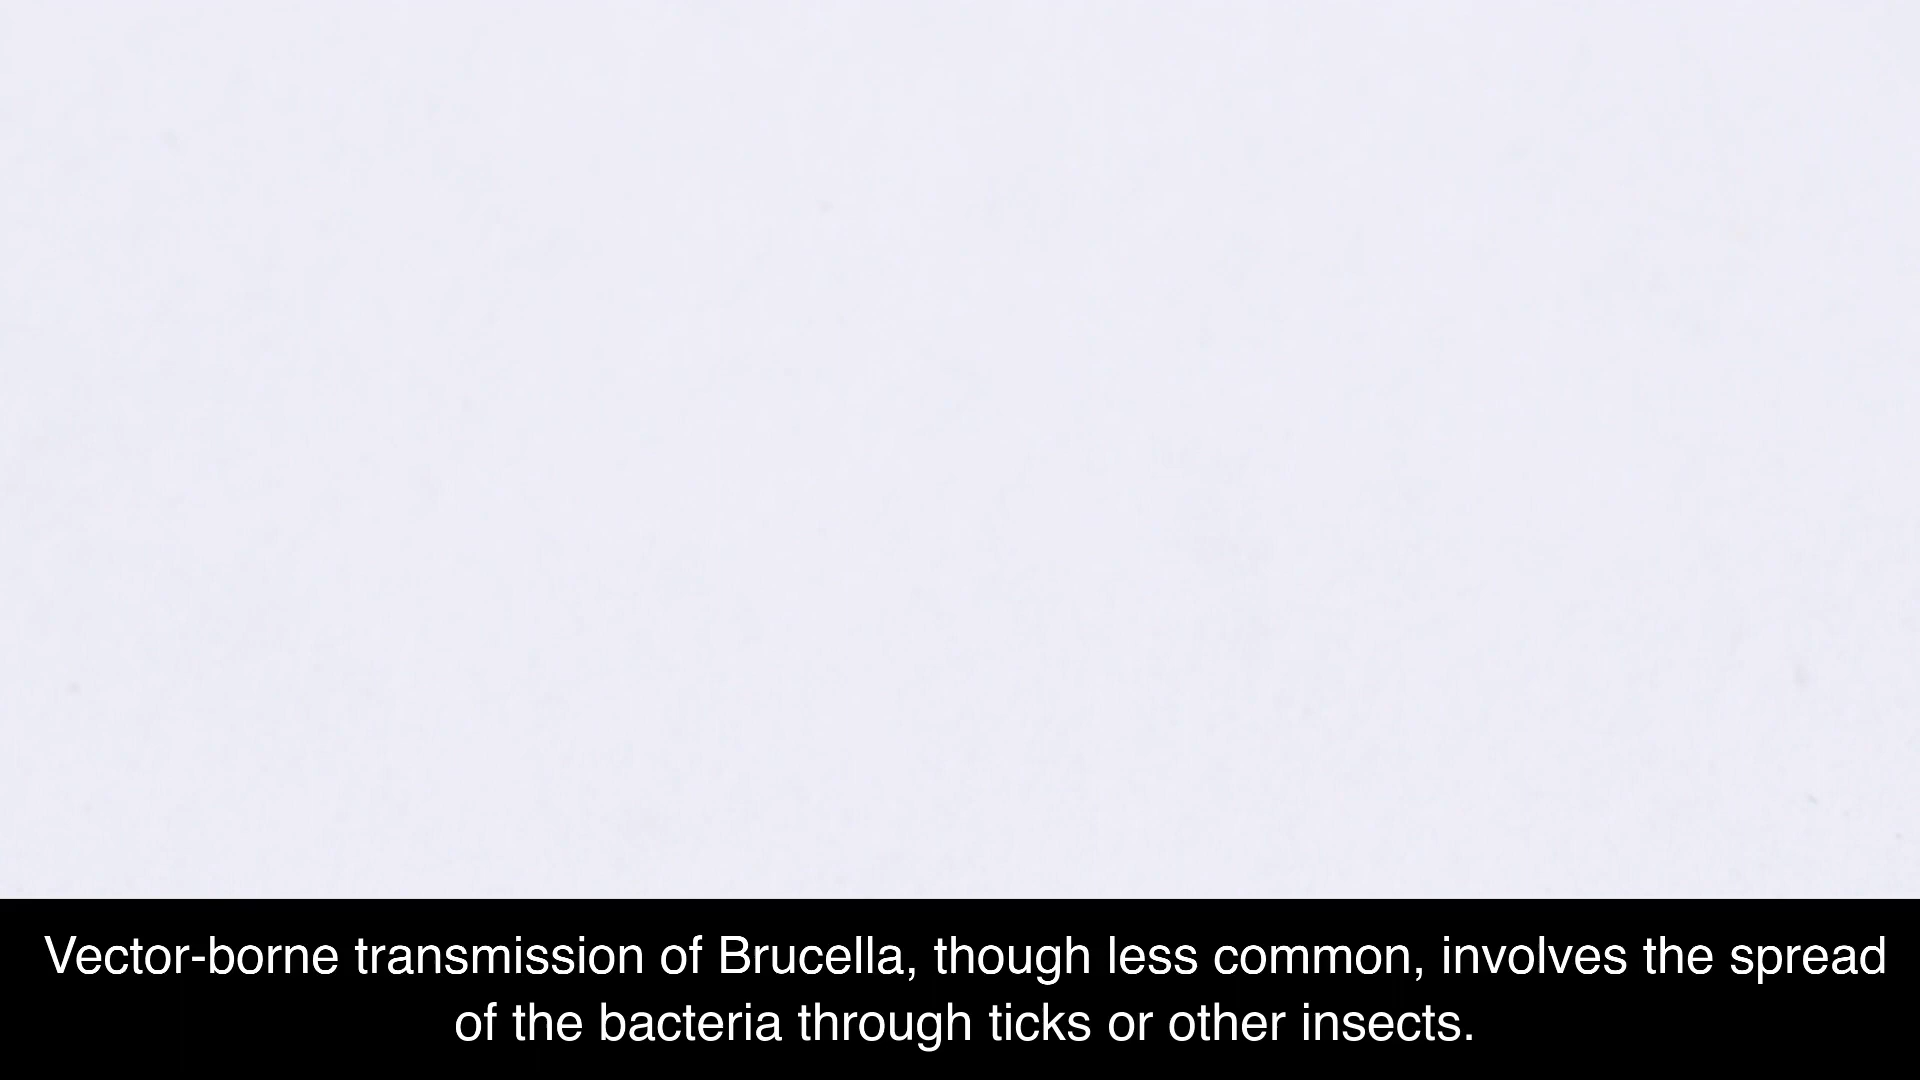 Vector-borne transmission of Brucella, though less common, involves the spread
of the bacteria through ticks or other insects.